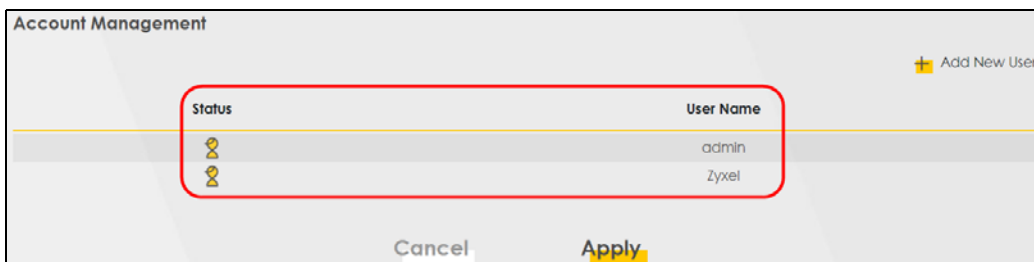 Account Management
Add New User
Status User Name
admin
Zyxel
Cancel Apply